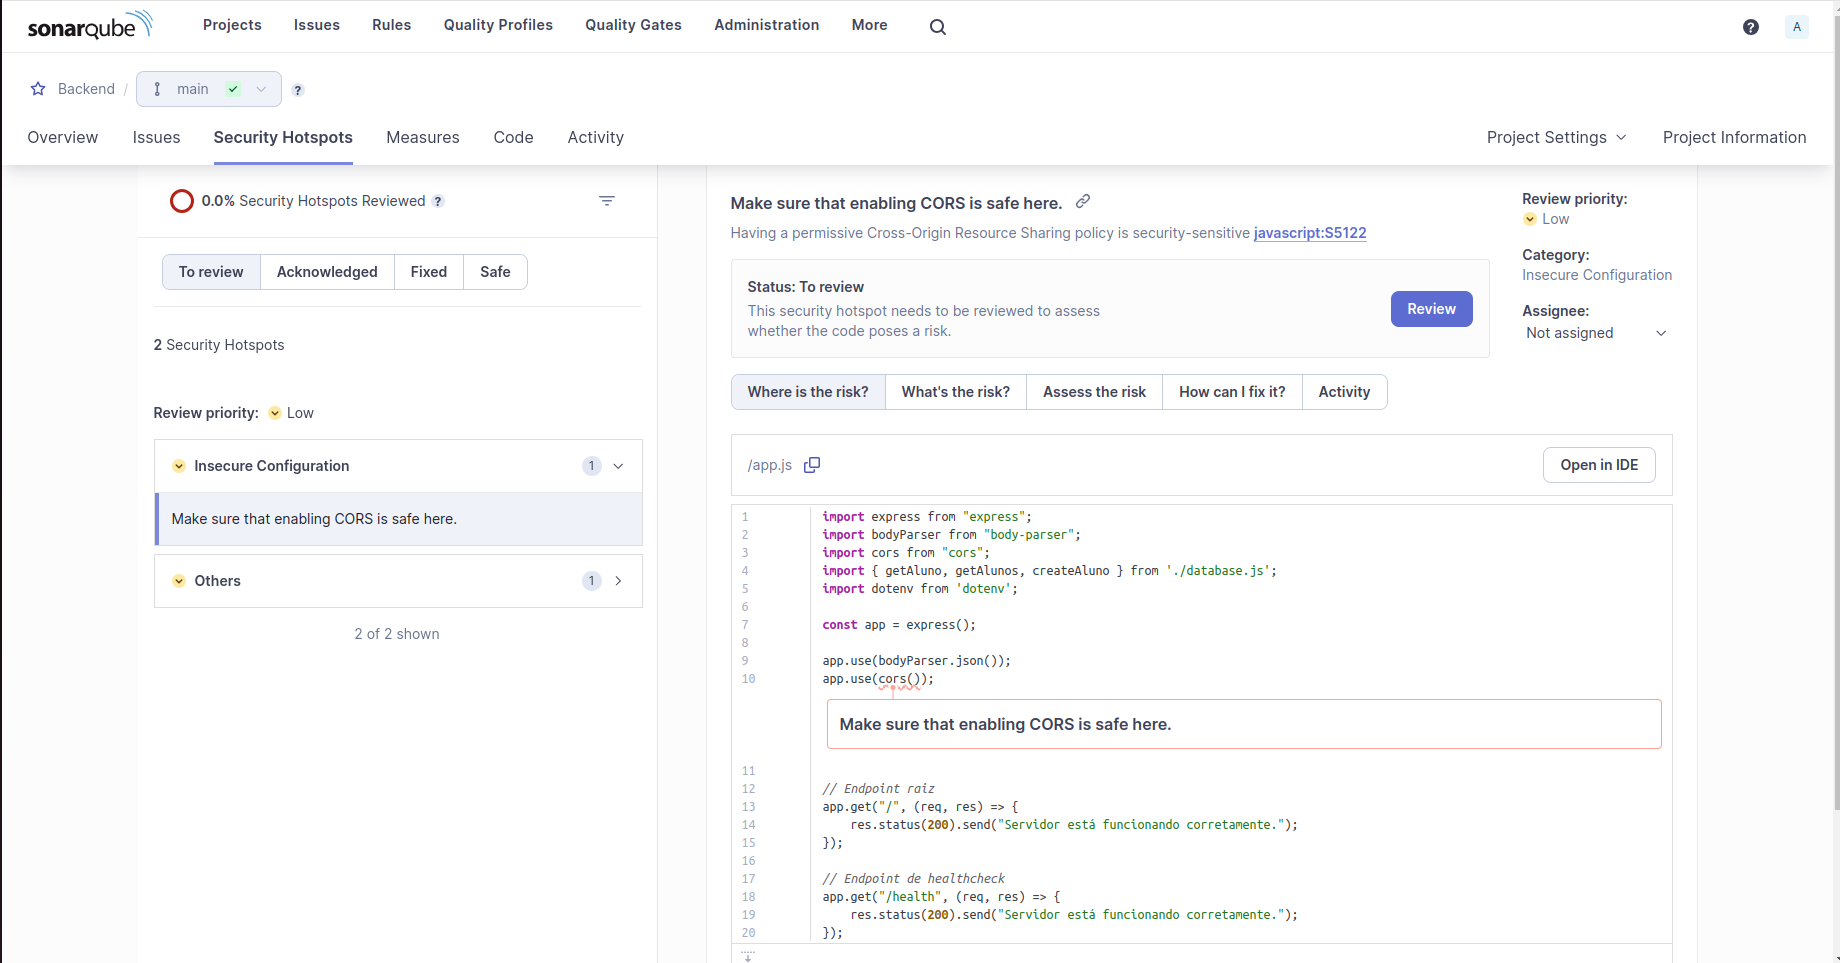 sonarqube Projects Issues Rules Quality Profiles Quality Gates Administration More ? A
Backend / main ?
Overview Issues Security Hotspots Measures Code Activity Project Settings Project Information
0.0% Security Hotspots Reviewed ?
To review Acknowledged Fixed Safe
2 Security Hotspots
Review priority: Low
Insecure Configuration 1
Make sure that enabling CORS is safe here.
Others 1
2 of 2 shown
Make sure that enabling CORS is safe here.
Having a permissive Cross-Origin Resource Sharing policy is security-sensitive javascript:S5122
Status: To review
This security hotspot needs to be reviewed to assess
whether the code poses a risk.
Review
Review priority:
Low
Category:
Insecure Configuration
Assignee:
Not assigned
Where is the risk? What's the risk? Assess the risk How can I fix it? Activity
/app.js Open in IDE
1 import express from "express";
2 import bodyParser from "body-parser";
3 import cors from "cors";
4 import { getAluno, getAlunos, createAluno } from './database.js';
5 import dotenv from 'dotenv';
6
7 const app = express();
8
9 app.use(bodyParser.json());
10 app.use(cors());
Make sure that enabling CORS is safe here.
11
12 // Endpoint raiz
13 app.get("/", (req, res) => {
14 res.status(200).send("Servidor está funcionando corretamente.");
15 });
16
17 // Endpoint de healthcheck
18 app.get("/health", (req, res) => {
19 res.status(200).send("Servidor está funcionando corretamente.");
20 });